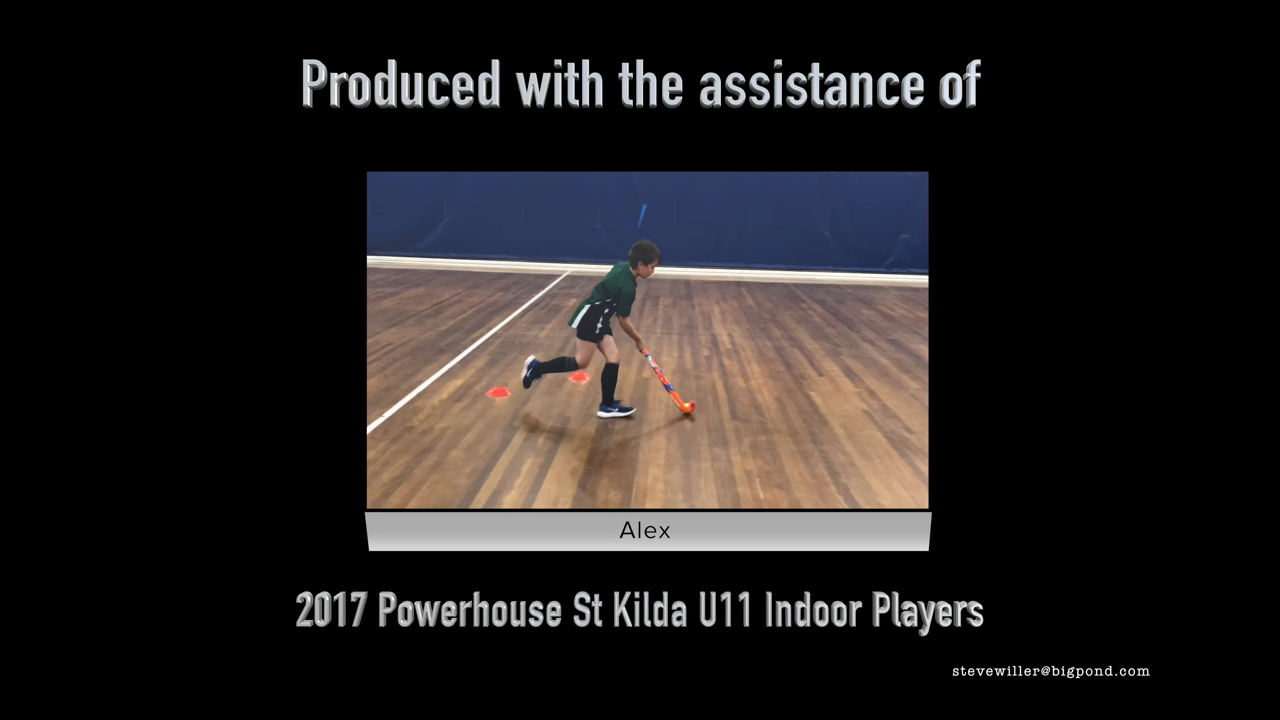 Produced with the assistance of
Alex
2017 Powerhouse St Kilda U11 Indoor Players
stevewiller@bigpond.com